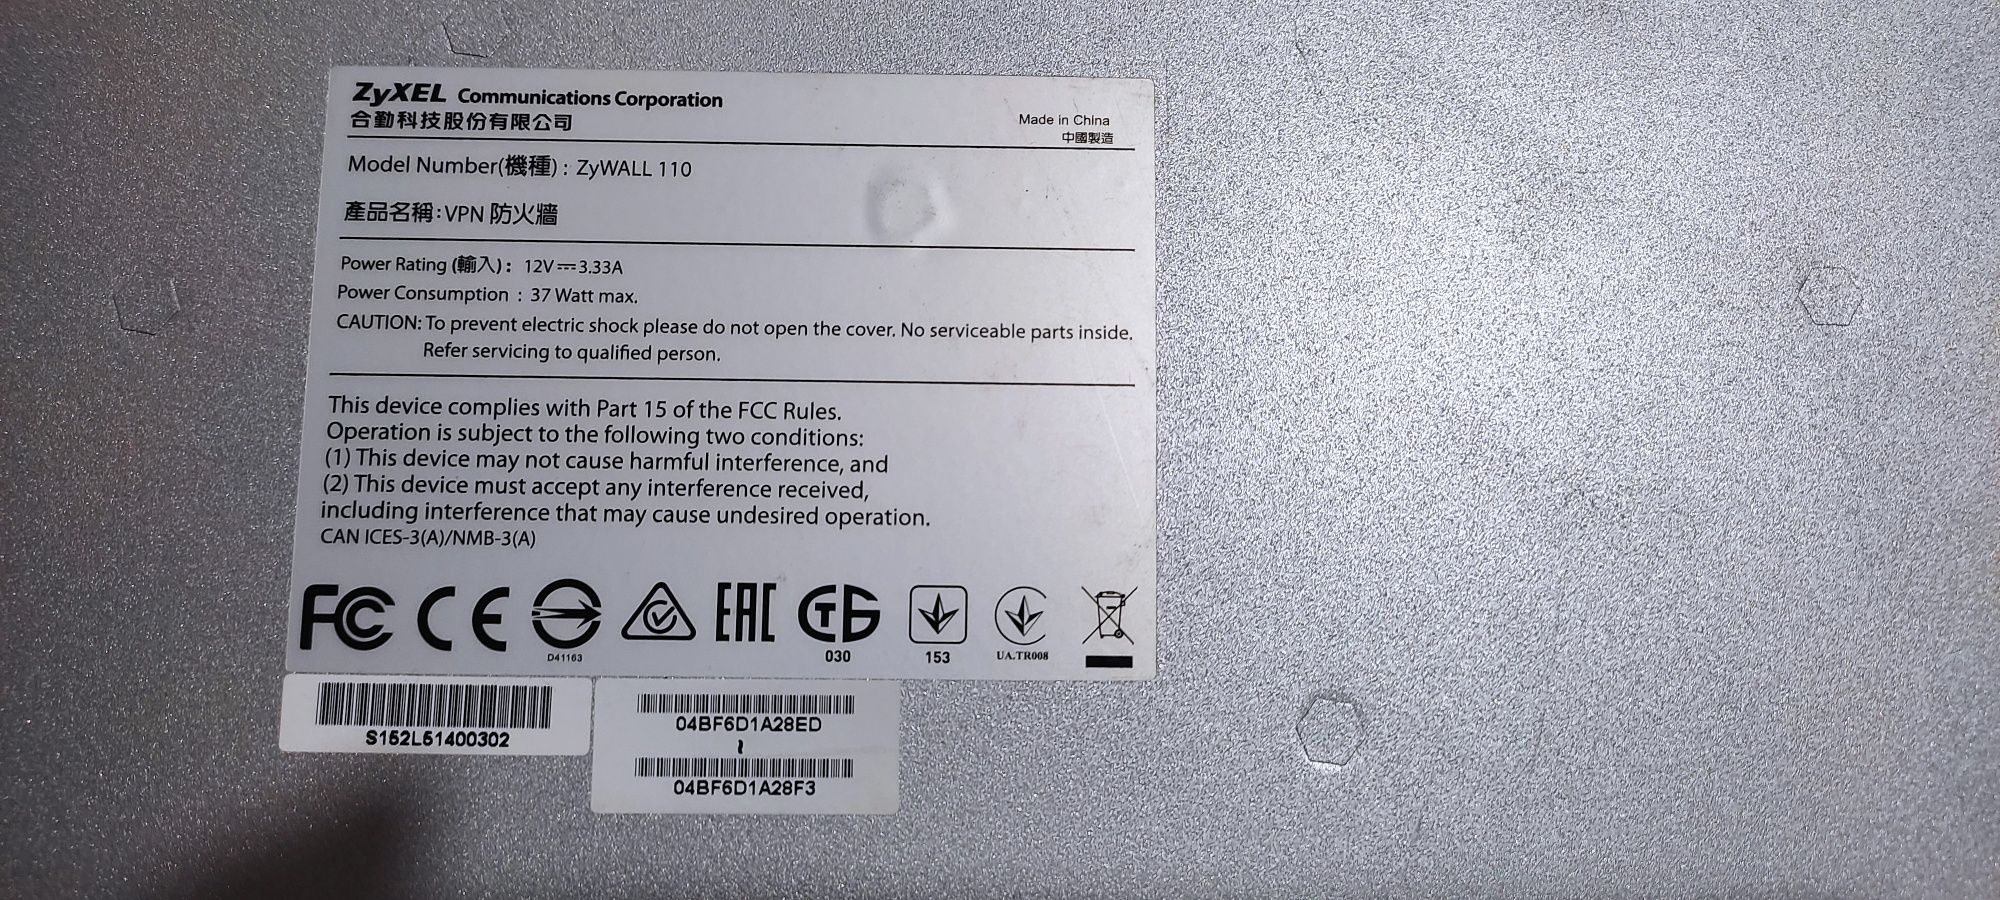 ZyXEL Communications Corporation
合勤科技股份有限公司
Made in China
中國製造
Model Number(機種) : ZyWALL 110
產品名稱:VPN 防火牆
Power Rating (輸入) : 12V⎓3.33A
Power Consumption : 37 Watt max.
CAUTION: To prevent electric shock please do not open the cover. No serviceable parts inside.
Refer servicing to qualified person.
This device complies with Part 15 of the FCC Rules.
Operation is subject to the following two conditions:
(1) This device may not cause harmful interference, and
(2) This device must accept any interference received,
including interference that may cause undesired operation.
CAN ICES-3(A)/NMB-3(A)
FC CE EAC СТБ
D41163
030
153
UA.TR008
S152L51400302
04BF6D1A28ED
~
04BF6D1A28F3